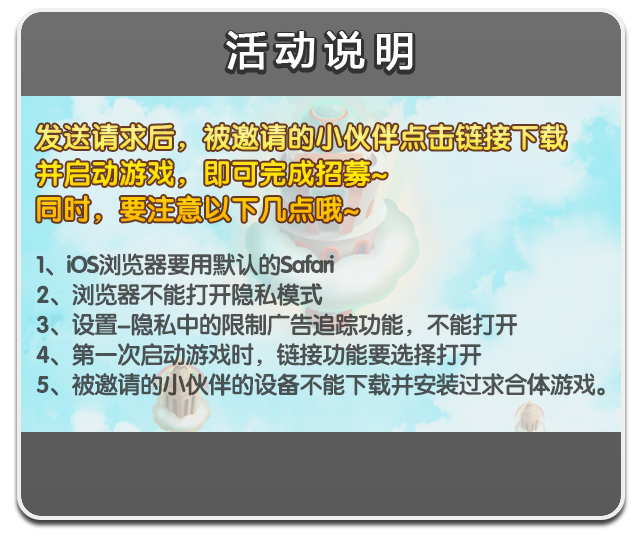 活动说明
发送请求后，被邀请的小伙伴点击链接下载
并启动游戏，即可完成招募~
同时，要注意以下几点哦~
1、iOS浏览器要用默认的Safari
2、浏览器不能打开隐私模式
3、设置-隐私中的限制广告追踪功能，不能打开
4、第一次启动游戏时，链接功能要选择打开
5、被邀请的小伙伴的设备不能下载并安装过求合体游戏。